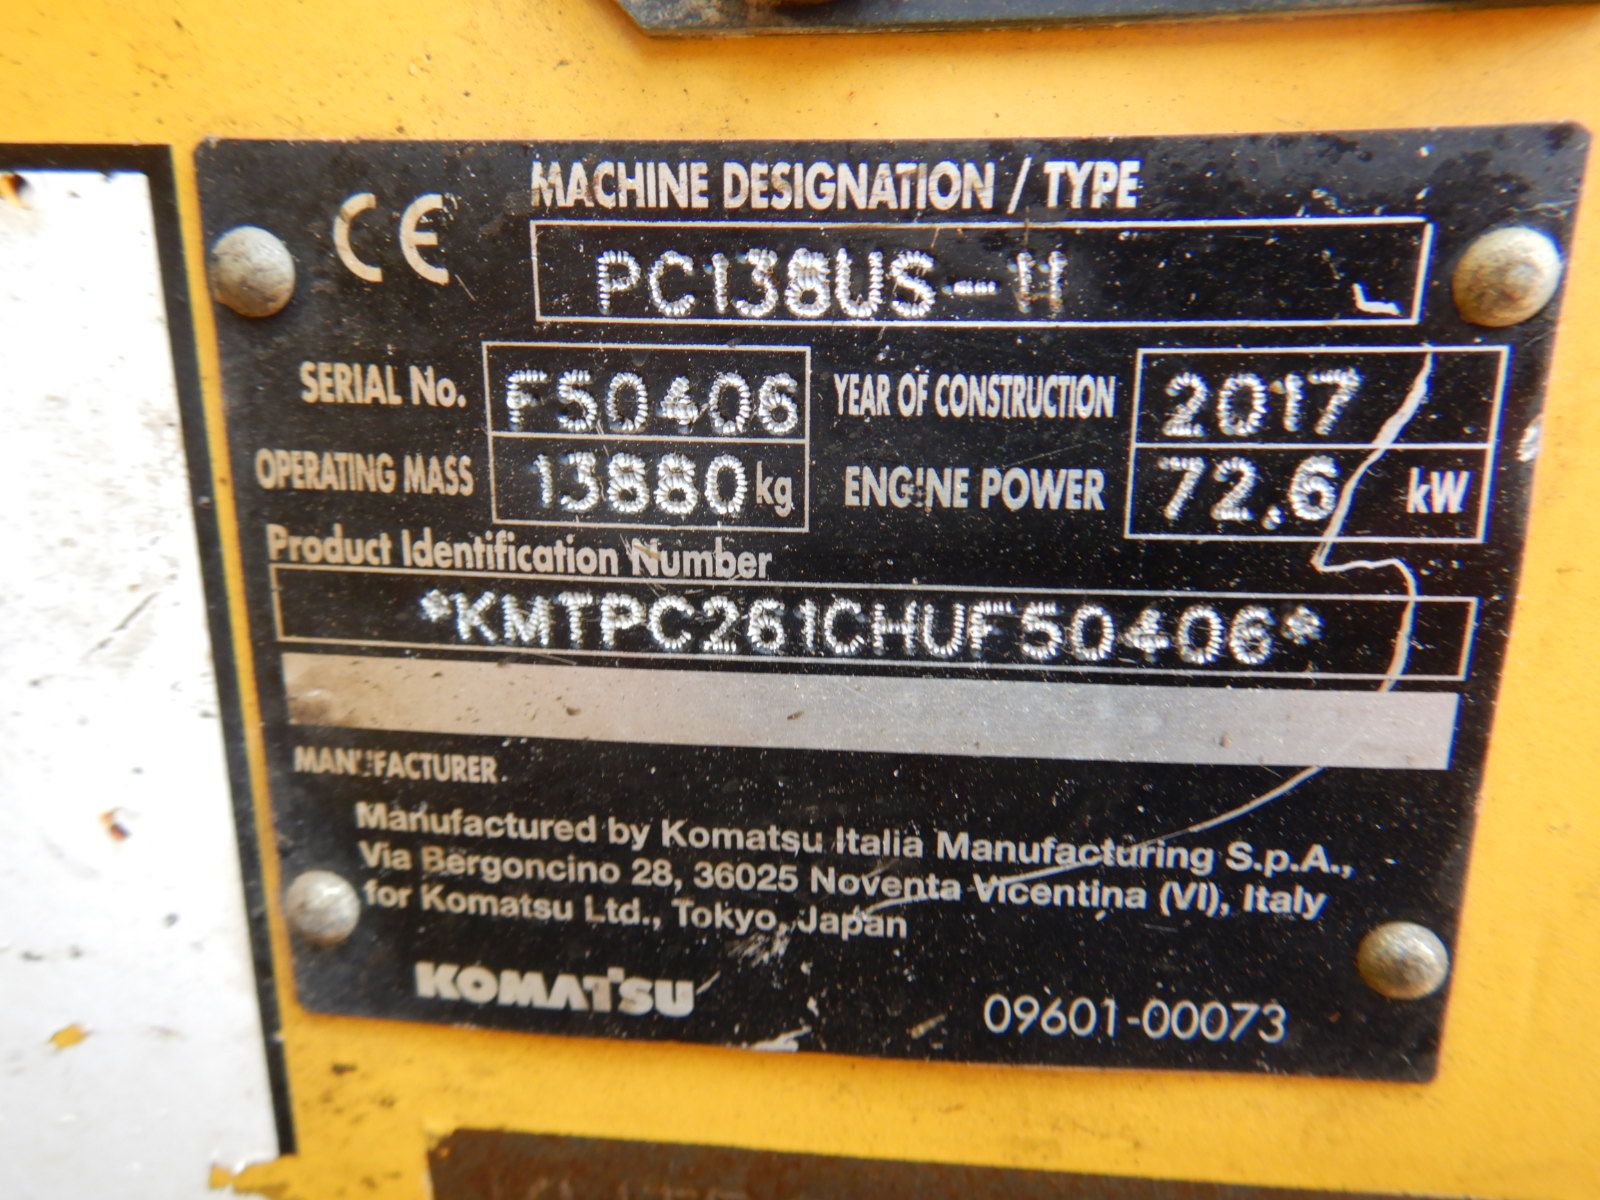 CE
MACHINE DESIGNATION / TYPE
PC138US-11
SERIAL No. F50406 YEAR OF CONSTRUCTION 2017
OPERATING MASS 13880 kg ENGINE POWER 72.6 kW
Product Identification Number
*KMTPC261CHUF50406*
MANUFACTURER
Manufactured by Komatsu Italia Manufacturing S.p.A.,
Via Bergoncino 28, 36025 Noventa Vicentina (VI), Italy
for Komatsu Ltd., Tokyo, Japan
KOMATSU 09601-00073